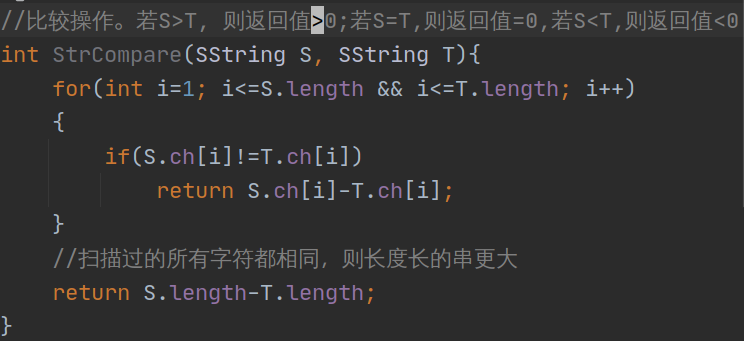 //比较操作。若S>T, 则返回值>0;若S=T,则返回值=0,若S<T,则返回值<0
int StrCompare(SString S, SString T){
    for(int i=1; i<=S.length && i<=T.length; i++)
    {
        if(S.ch[i]!=T.ch[i])
            return S.ch[i]-T.ch[i];
    }
    //扫描过的所有字符都相同, 则长度长的串更大
    return S.length-T.length;
}